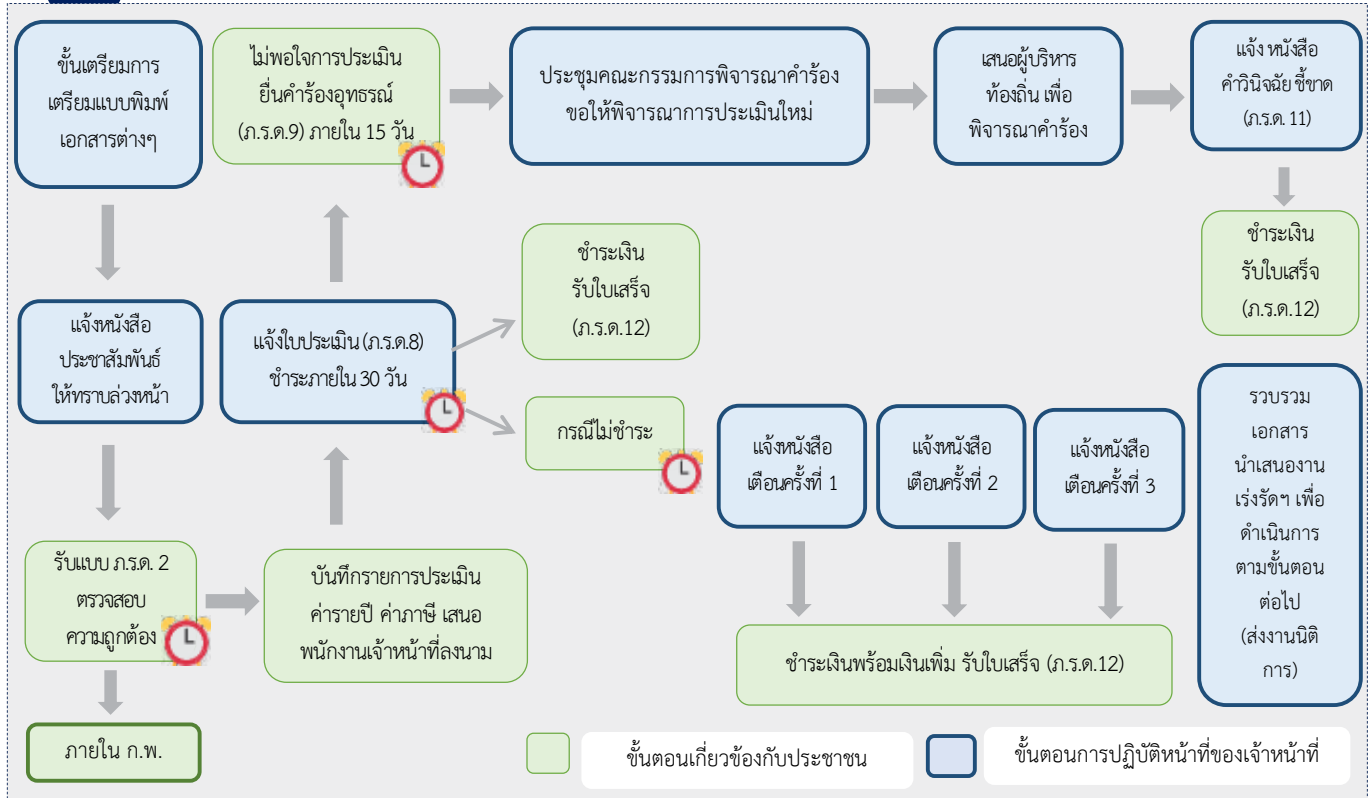 ขั้นเตรียมการ
เตรียมแบบพิมพ์
เอกสารต่างๆ
ไม่พอใจการประเมิน
ยื่นคำร้องอุทธรณ์
(ภ.ร.ด.9) ภายใน 15 วัน
ประชุมคณะกรรมการพิจารณาคำร้อง
ขอให้พิจารณาการประเมินใหม่
เสนอผู้บริหาร
ท้องถิ่น เพื่อ
พิจารณาคำร้อง
แจ้ง หนังสือ
คำวินิจฉัย ชี้ขาด
(ภ.ร.ด. 11)
ชำระเงิน
รับใบเสร็จ
(ภ.ร.ด.12)
แจ้งหนังสือ
ประชาสัมพันธ์
ให้ทราบล่วงหน้า
แจ้งใบประเมิน (ภ.ร.ด.8)
ชำระภายใน 30 วัน
ชำระเงิน
รับใบเสร็จ
(ภ.ร.ด.12)
กรณีไม่ชำระ
แจ้งหนังสือ
เตือนครั้งที่ 1
แจ้งหนังสือ
เตือนครั้งที่ 2
แจ้งหนังสือ
เตือนครั้งที่ 3
รวบรวม
เอกสาร
นำเสนองาน
เร่งรัดฯ เพื่อ
ดำเนินการ
ตามขั้นตอน
ต่อไป
(ส่งงานนิติ
การ)
รับแบบ ภ.ร.ด. 2
ตรวจสอบ
ความถูกต้อง
บันทึกรายการประเมิน
ค่ารายปี ค่าภาษี เสนอ
พนักงานเจ้าหน้าที่ลงนาม
ชำระเงินพร้อมเงินเพิ่ม รับใบเสร็จ (ภ.ร.ด.12)
ภายใน ก.พ.
ขั้นตอนเกี่ยวข้องกับประชาชน
ขั้นตอนการปฏิบัติหน้าที่ของเจ้าหน้าที่